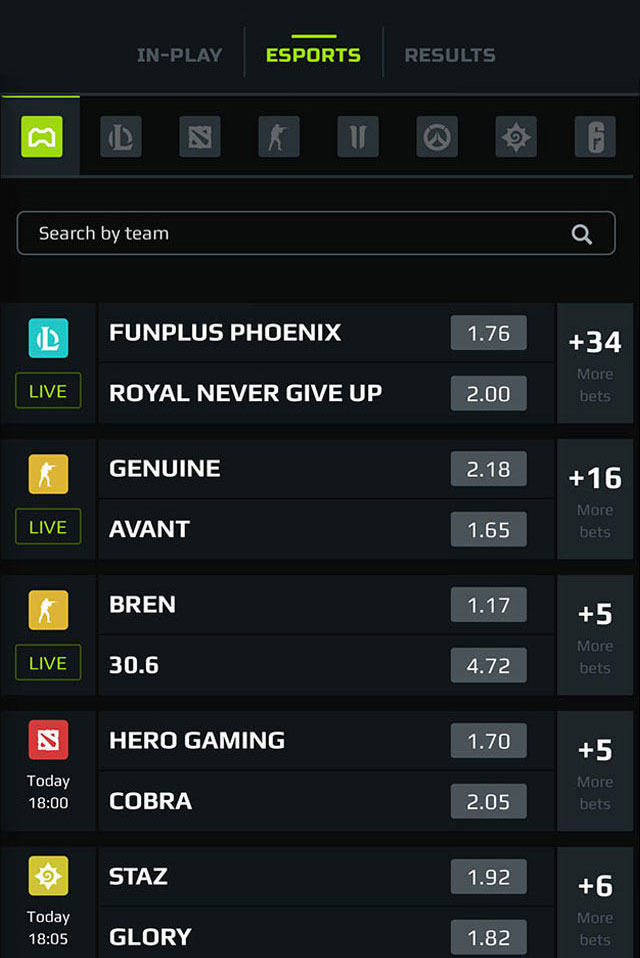 IN-PLAY ESPORTS RESULTS
Search by team
FUNPLUS PHOENIX 1.76
+34
More
bets
LIVE
ROYAL NEVER GIVE UP 2.00
GENUINE 2.18
+16
More
bets
LIVE
AVANT 1.65
BREN 1.17
+5
More
bets
LIVE
30.6 4.72
HERO GAMING 1.70
+5
More
bets
Today
18:00
COBRA 2.05
STAZ 1.92
+6
More
bets
Today
18:05
GLORY 1.82